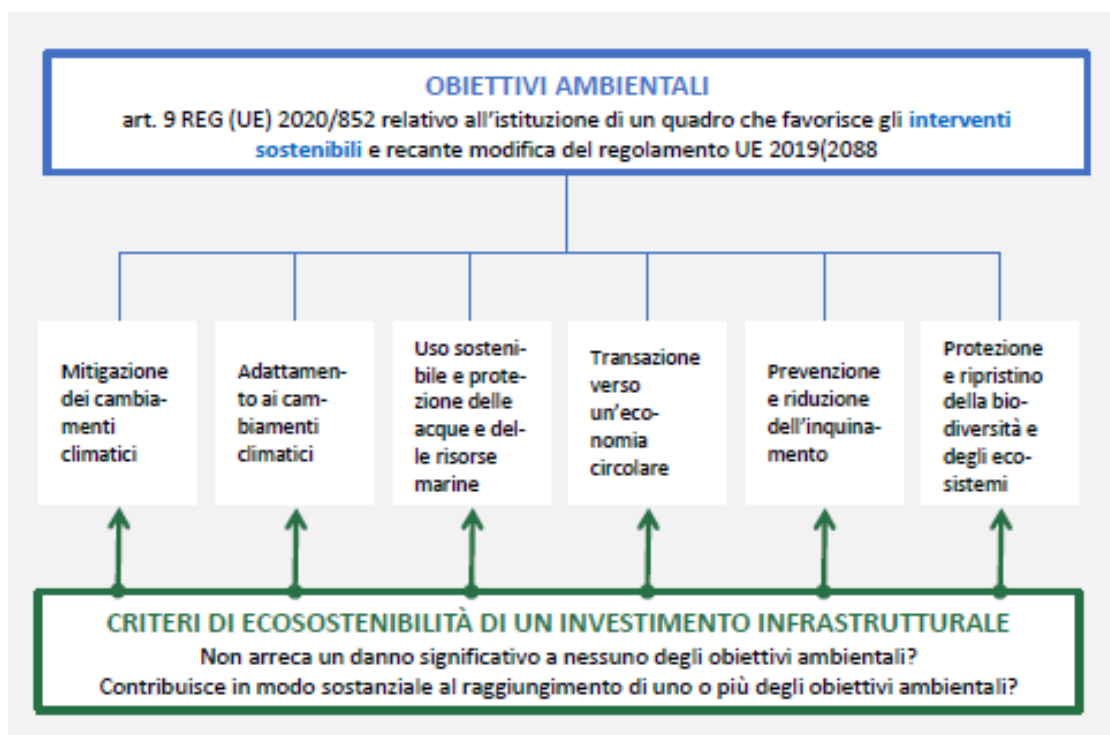 OBIETTIVI AMBIENTALI
art. 9 REG (UE) 2020/852 relativo all'istituzione di un quadro che favorisce gli interventi
sostenibili e recante modifica del regolamento UE 2019(2088
Mitigazione
dei cambia-
menti
climatici
Adattamen-
to ai cam-
biamenti
climatici
Uso sosteni-
bile e prote-
zione delle
acque e del-
le risorse
marine
Transazione
verso
un'eco-
nomia
circolare
Prevenzione
e riduzione
dell'inquina-
mento
Protezione
e ripristino
della bio-
diversità e
degli eco-
sistemi
CRITERI DI ECOSOSTENIBILITÀ DI UN INVESTIMENTO INFRASTRUTTURALE
Non arreca un danno significativo a nessuno degli obiettivi ambientali?
Contribuisce in modo sostanziale al raggiungimento di uno o più degli obiettivi ambientali?